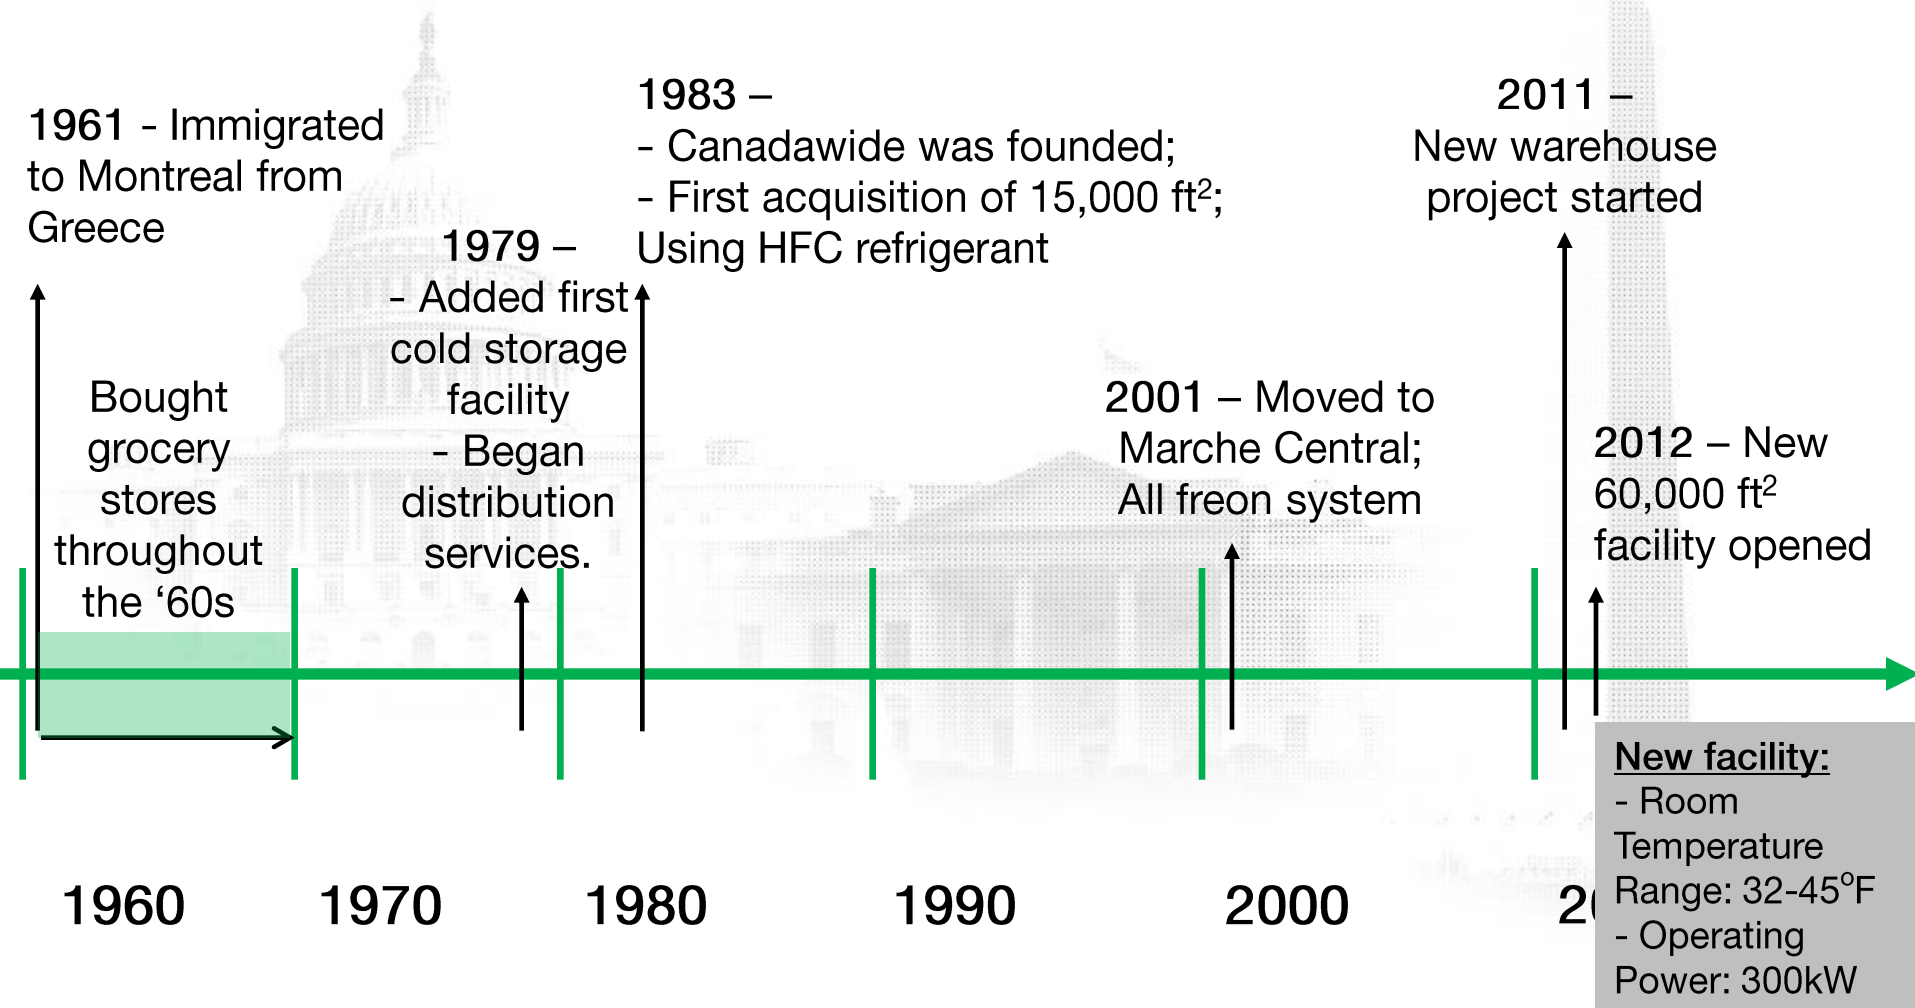 1961 - Immigrated
to Montreal from
Greece
Bought
grocery
stores
throughout
the ‘60s
1979 –
- Added first
cold storage
facility
- Began
distribution
services.
1983 –
- Canadawide was founded;
- First acquisition of 15,000 ft²;
Using HFC refrigerant
2001 – Moved to
Marche Central;
All freon system
2011 –
New warehouse
project started
2012 – New
60,000 ft²
facility opened
New facility:
- Room
Temperature
Range: 32-45ºF
- Operating
Power: 300kW
1960 1970 1980 1990 2000